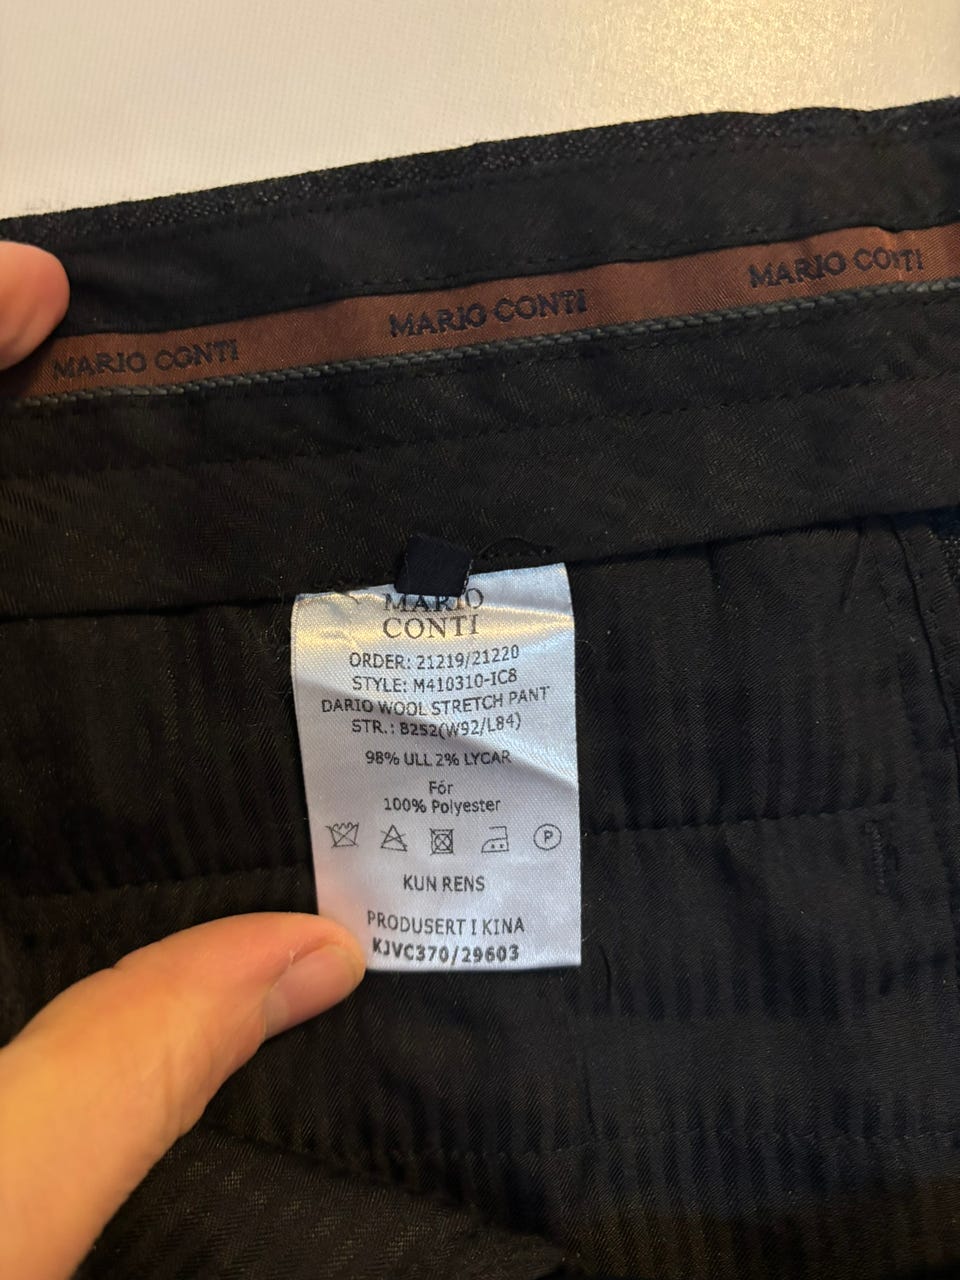 MARIO CONTI
MARIO CONTI
MARIO CONTI
MARIO
CONTI
ORDER: 21219/21220
STYLE: M410310-IC8
DARIO WOOL STRETCH PANT
STR.: B252(W92/L84)
98% ULL 2% LYCAR
Fór
100% Polyester
P
KUN RENS
PRODUSERT I KINA
KJVC370/29603